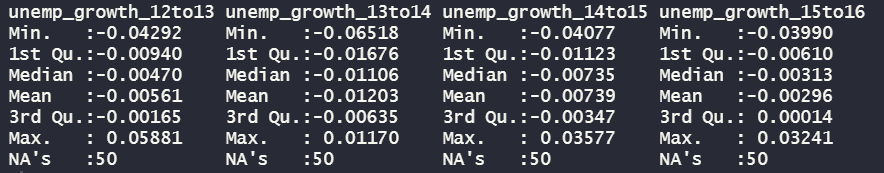 unemp_growth_12to13 unemp_growth_13to14 unemp_growth_14to15 unemp_growth_15to16
Min.   :-0.04292    Min.   :-0.06518    Min.   :-0.04077    Min.   :-0.03990
1st Qu.:-0.00940    1st Qu.:-0.01676    1st Qu.:-0.01123    1st Qu.:-0.00610
Median :-0.00470    Median :-0.01106    Median :-0.00735    Median :-0.00313
Mean   :-0.00561    Mean   :-0.01203    Mean   :-0.00739    Mean   :-0.00296
3rd Qu.:-0.00165    3rd Qu.:-0.00635    3rd Qu.:-0.00347    3rd Qu.: 0.00014
Max.   : 0.05881    Max.   : 0.01170    Max.   : 0.03577    Max.   : 0.03241
NA's   :50          NA's   :50          NA's   :50          NA's   :50